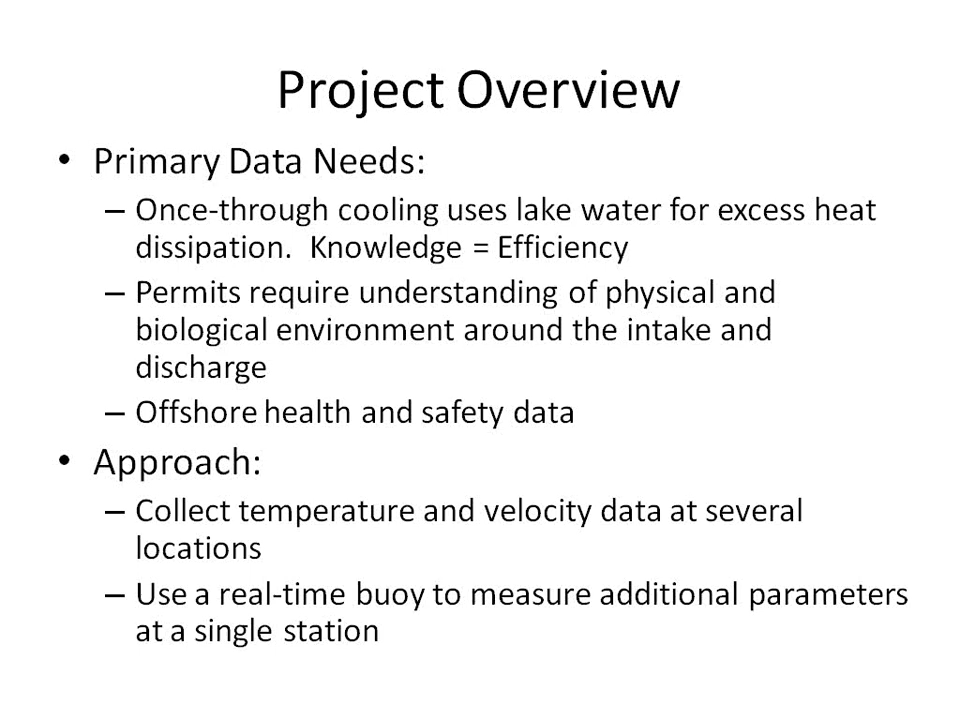 Project Overview
• Primary Data Needs:
– Once-through cooling uses lake water for excess heat
dissipation.  Knowledge = Efficiency
– Permits require understanding of physical and
biological environment around the intake and
discharge
– Offshore health and safety data
• Approach:
– Collect temperature and velocity data at several
locations
– Use a real-time buoy to measure additional parameters
at a single station